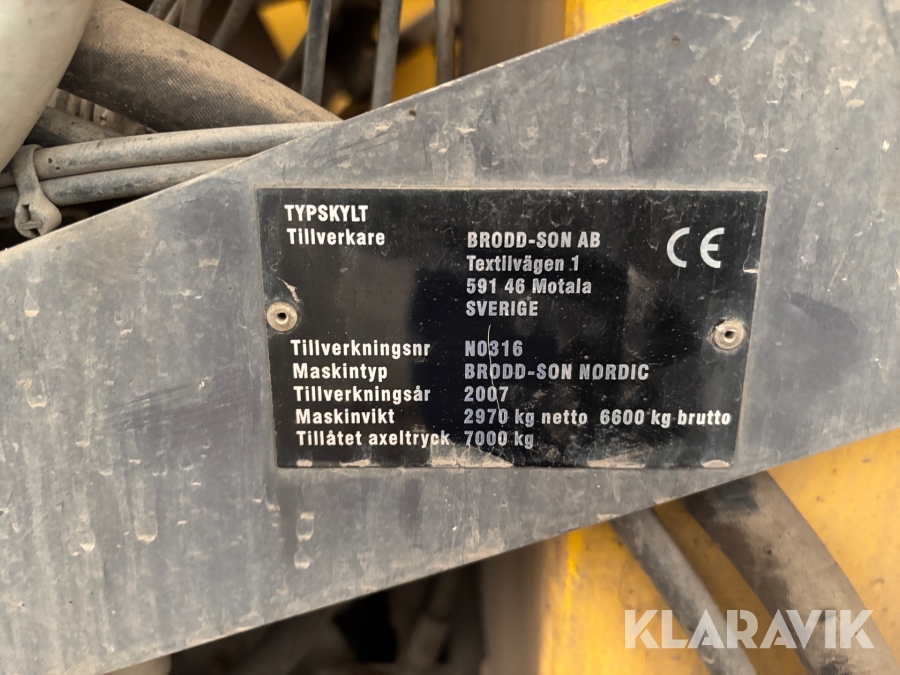 TYPSKYLT
Tillverkare BRODD-SON AB
Textilvägen 1
591 46 Motala
SVERIGE
CE
Tillverkningsnr N0316
Maskintyp BRODD-SON NORDIC
Tillverkningsår 2007
Maskinvikt 2970 kg netto 6600 kg brutto
Tillåtet axeltryck 7000 kg
KLARAVIK